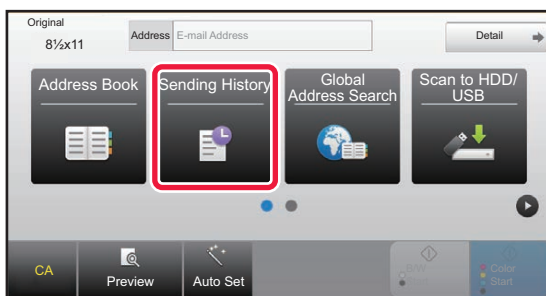 Original
8½x11
Address E-mail Address
Detail
Address Book
Sending History
Global
Address Search
Scan to HDD/
USB
CA
Preview
Auto Set
B/W
Start
Color
Start